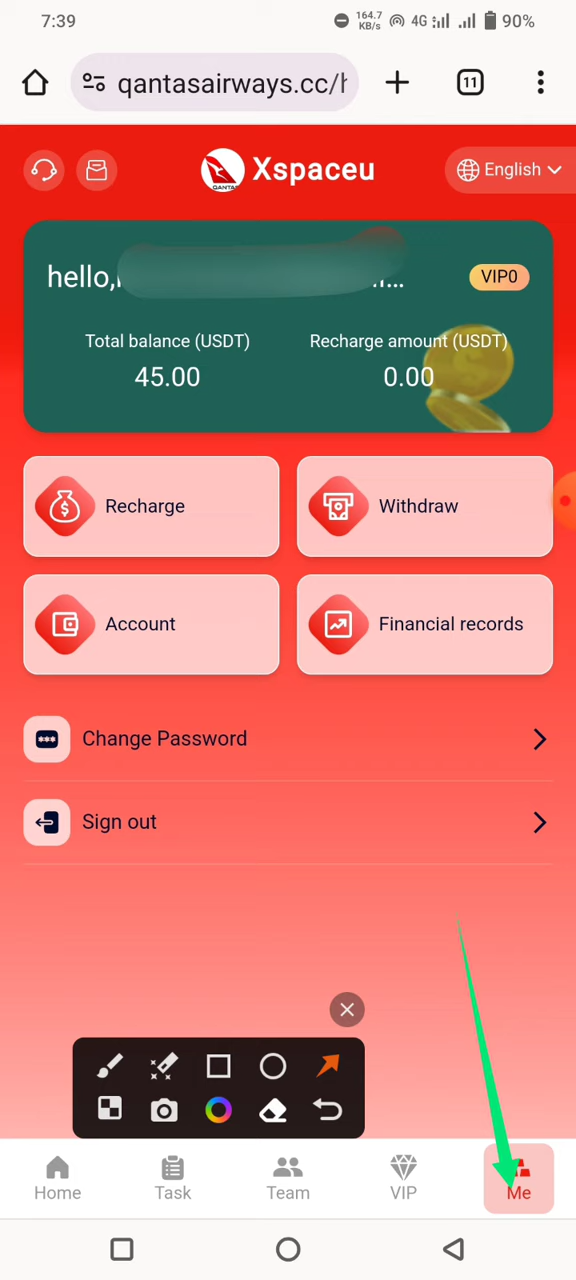 7:39 164.7 KB/s 4G 90%
qantasairways.cc/h
11
QANTAS Xspaceu English
hello, VIP0
Total balance (USDT) Recharge amount (USDT)
45.00 0.00
Recharge Withdraw
Account Financial records
Change Password
Sign out
Home Task Team VIP Me